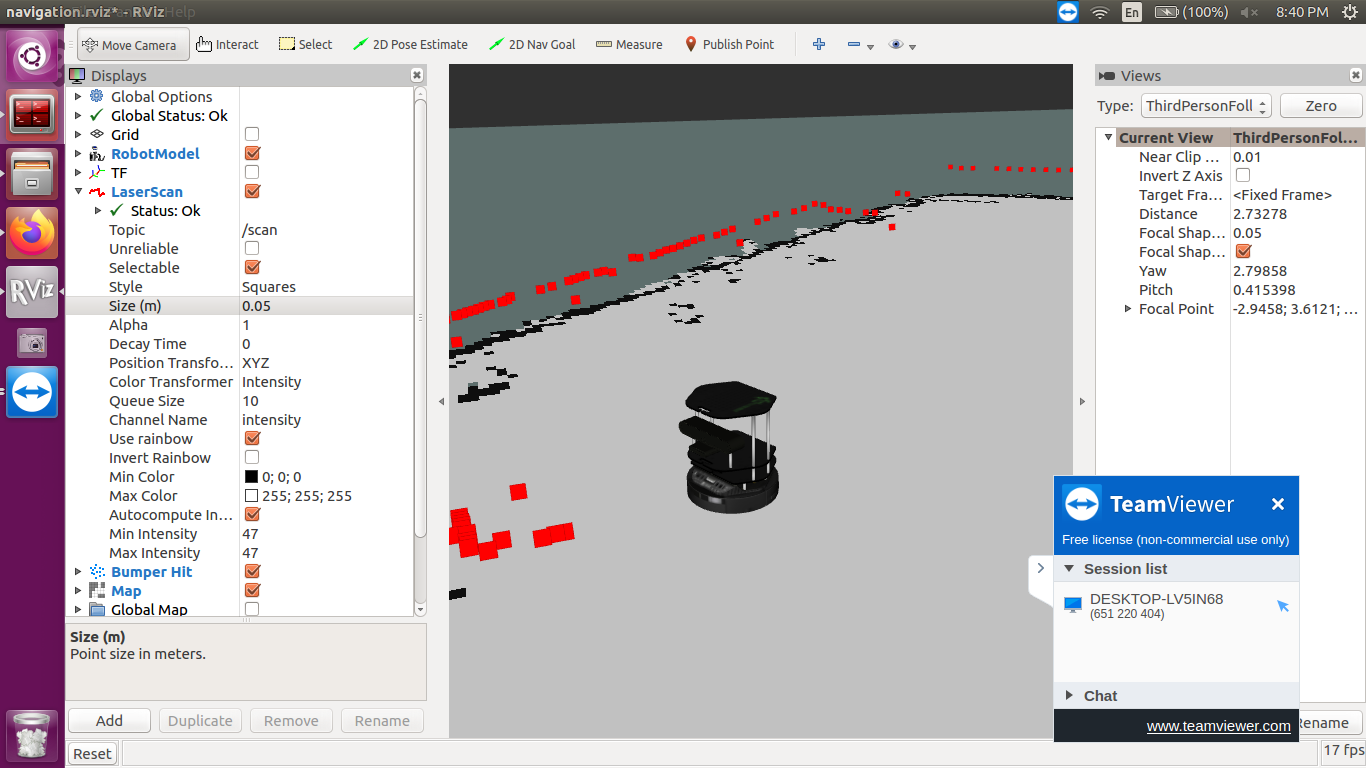 navigation.rviz* - RViz Help
En (100%) 8:40 PM
Move Camera Interact Select 2D Pose Estimate 2D Nav Goal Measure Publish Point
Displays
Global Options
Global Status: Ok
Grid
RobotModel
TF
LaserScan
Status: Ok
Topic /scan
Unreliable
Selectable
Style Squares
Size (m) 0.05
Alpha 1
Decay Time 0
Position Transfo... XYZ
Color Transformer Intensity
Queue Size 10
Channel Name intensity
Use rainbow
Invert Rainbow
Min Color 0; 0; 0
Max Color 255; 255; 255
Autocompute In...
Min Intensity 47
Max Intensity 47
Bumper Hit
Map
Global Map
Size (m)
Point size in meters.
Add Duplicate Remove Rename
Reset
RViz
Views
Type: ThirdPersonFoll Zero
Current View ThirdPersonFol...
Near Clip ... 0.01
Invert Z Axis
Target Fra... <Fixed Frame>
Distance 2.73278
Focal Shap... 0.05
Focal Shap...
Yaw 2.79858
Pitch 0.415398
Focal Point -2.9458; 3.6121; ...
TeamViewer
Free license (non-commercial use only)
Session list
DESKTOP-LV5IN68
(651 220 404)
Chat
www.teamviewer.com
Rename
17 fps